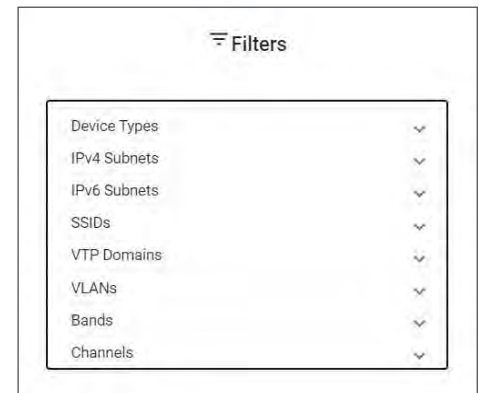 Filters
Device Types
IPv4 Subnets
IPv6 Subnets
SSIDs
VTP Domains
VLANs
Bands
Channels